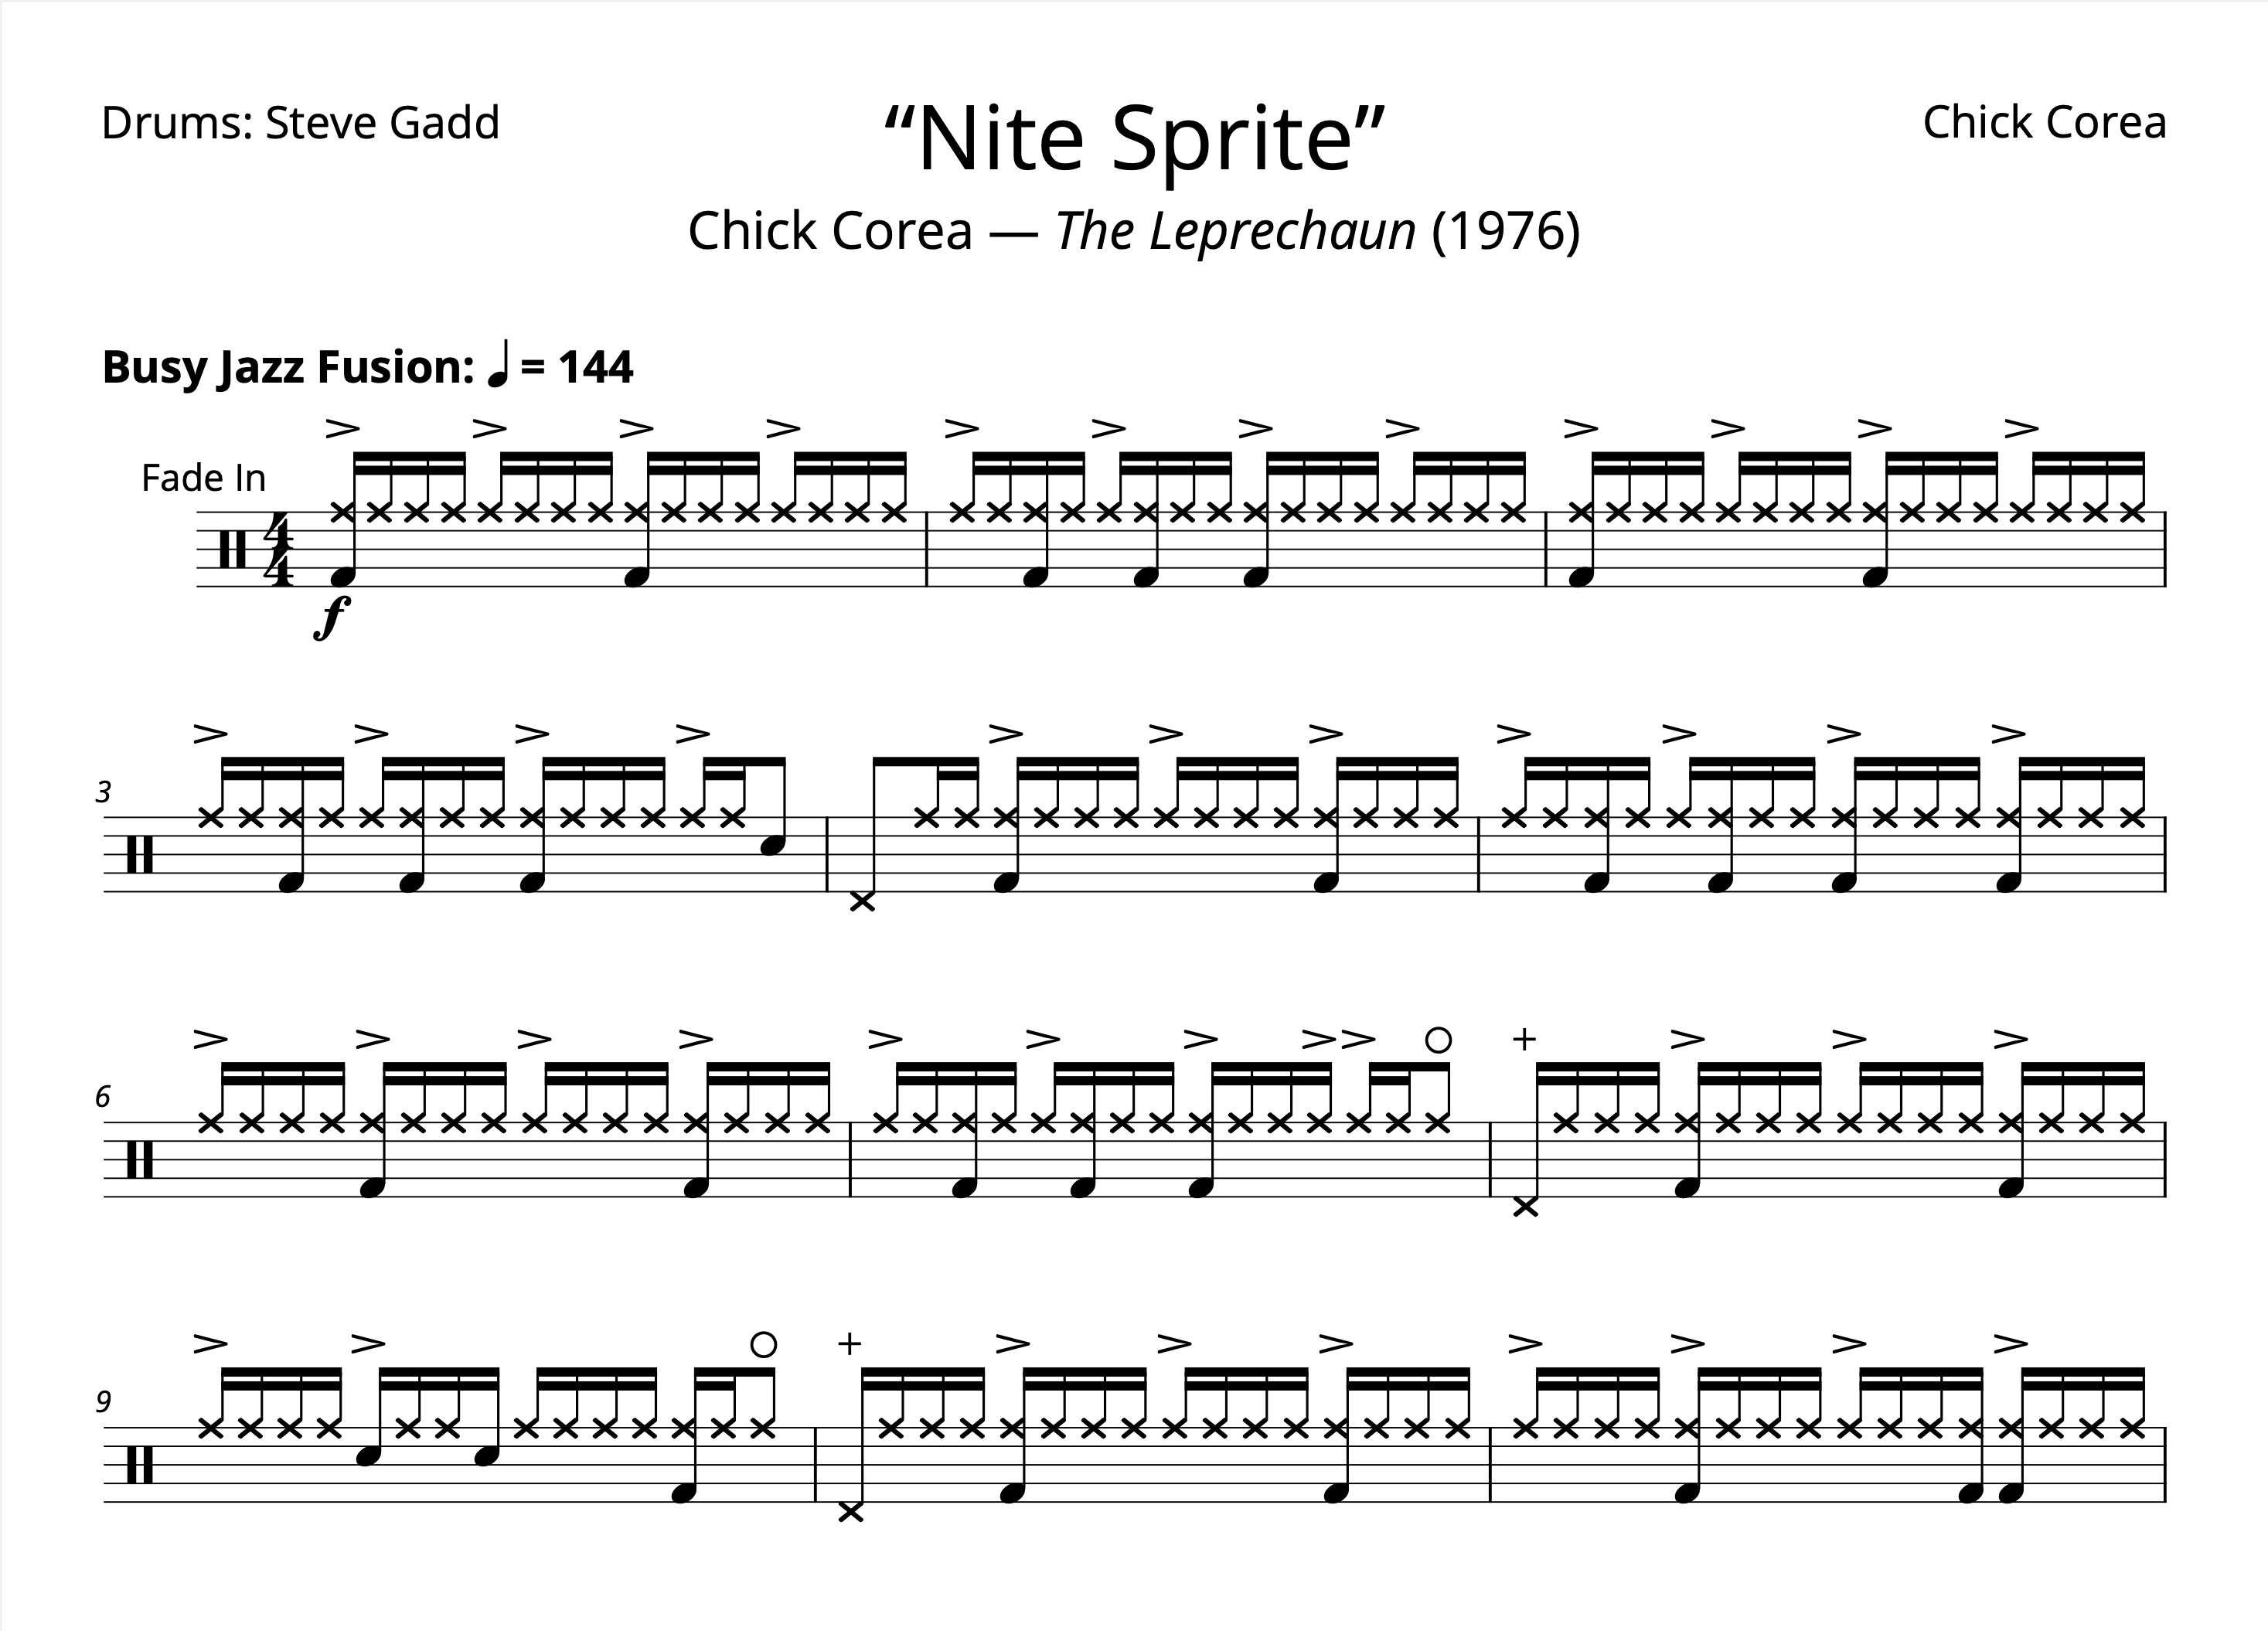 Drums: Steve Gadd
“Nite Sprite”
Chick Corea
Chick Corea — The Leprechaun (1976)
Busy Jazz Fusion: ♩ = 144
Fade In
4
4
f
3
6
9